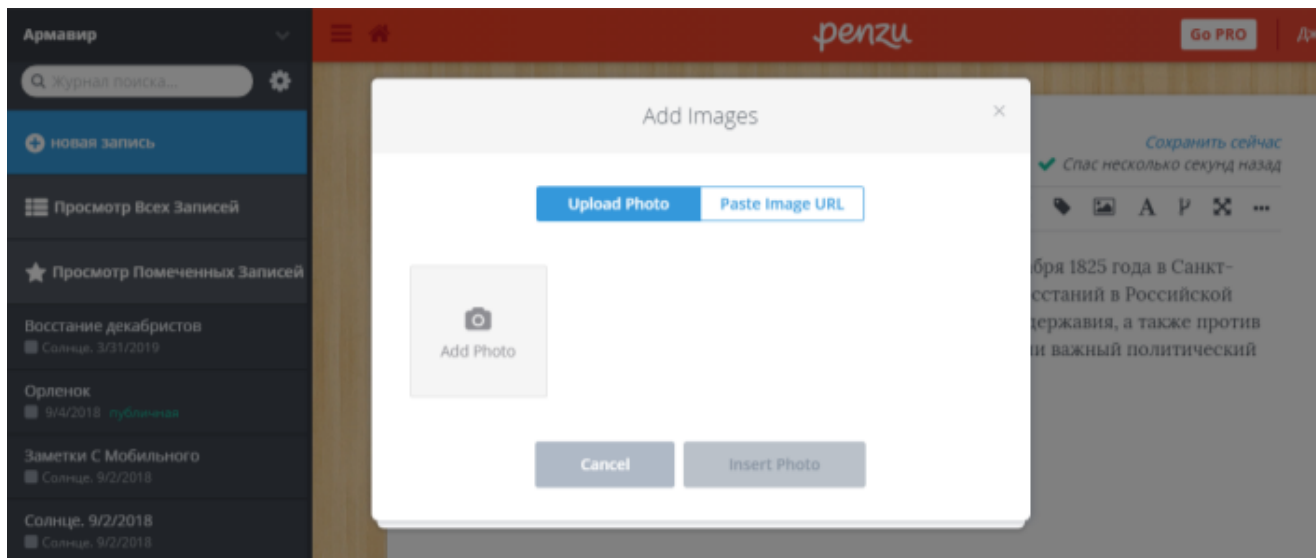 Армавир
Журнал поиска...
новая запись
Просмотр Всех Записей
Просмотр Помеченных Записей
Восстание декабристов
Солнце. 3/31/2019
Орленок
9/4/2018 публичная
Заметки С Мобильного
Солнце. 9/2/2018
Солнце. 9/2/2018
Солнце. 9/2/2018
penzu
Go PRO
Дж
Add Images
×
Сохранить сейчас
Спас несколько секунд назад
Upload Photo
Paste Image URL
бря 1825 года в Санкт-
сстаний в Российской
державия, а также против
ли важный политический
Add Photo
Cancel
Insert Photo